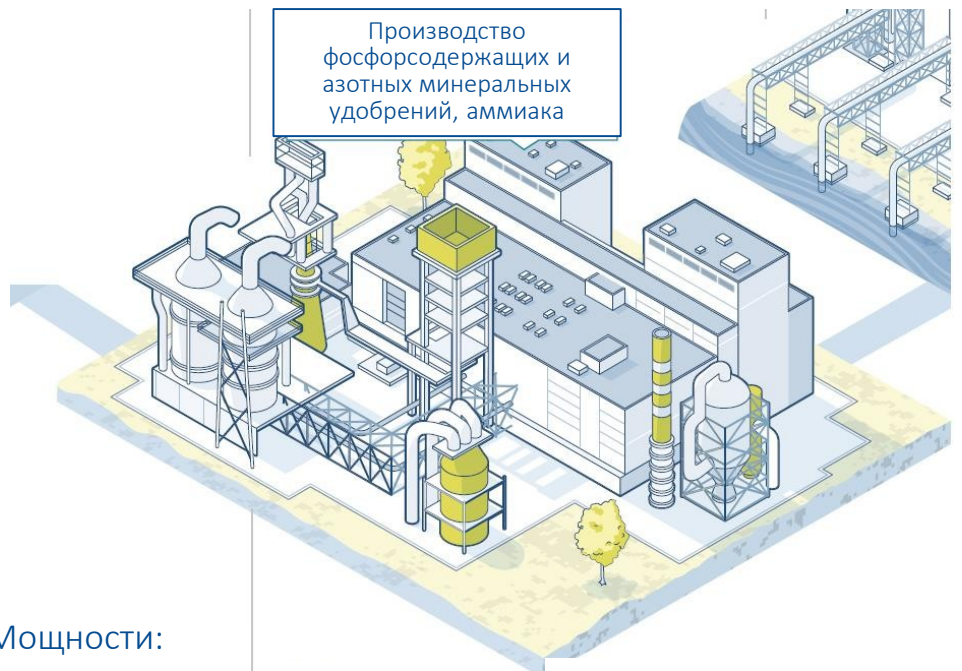 Производство
фосфорсодержащих и
азотных минеральных
удобрений, аммиака
Мощности: